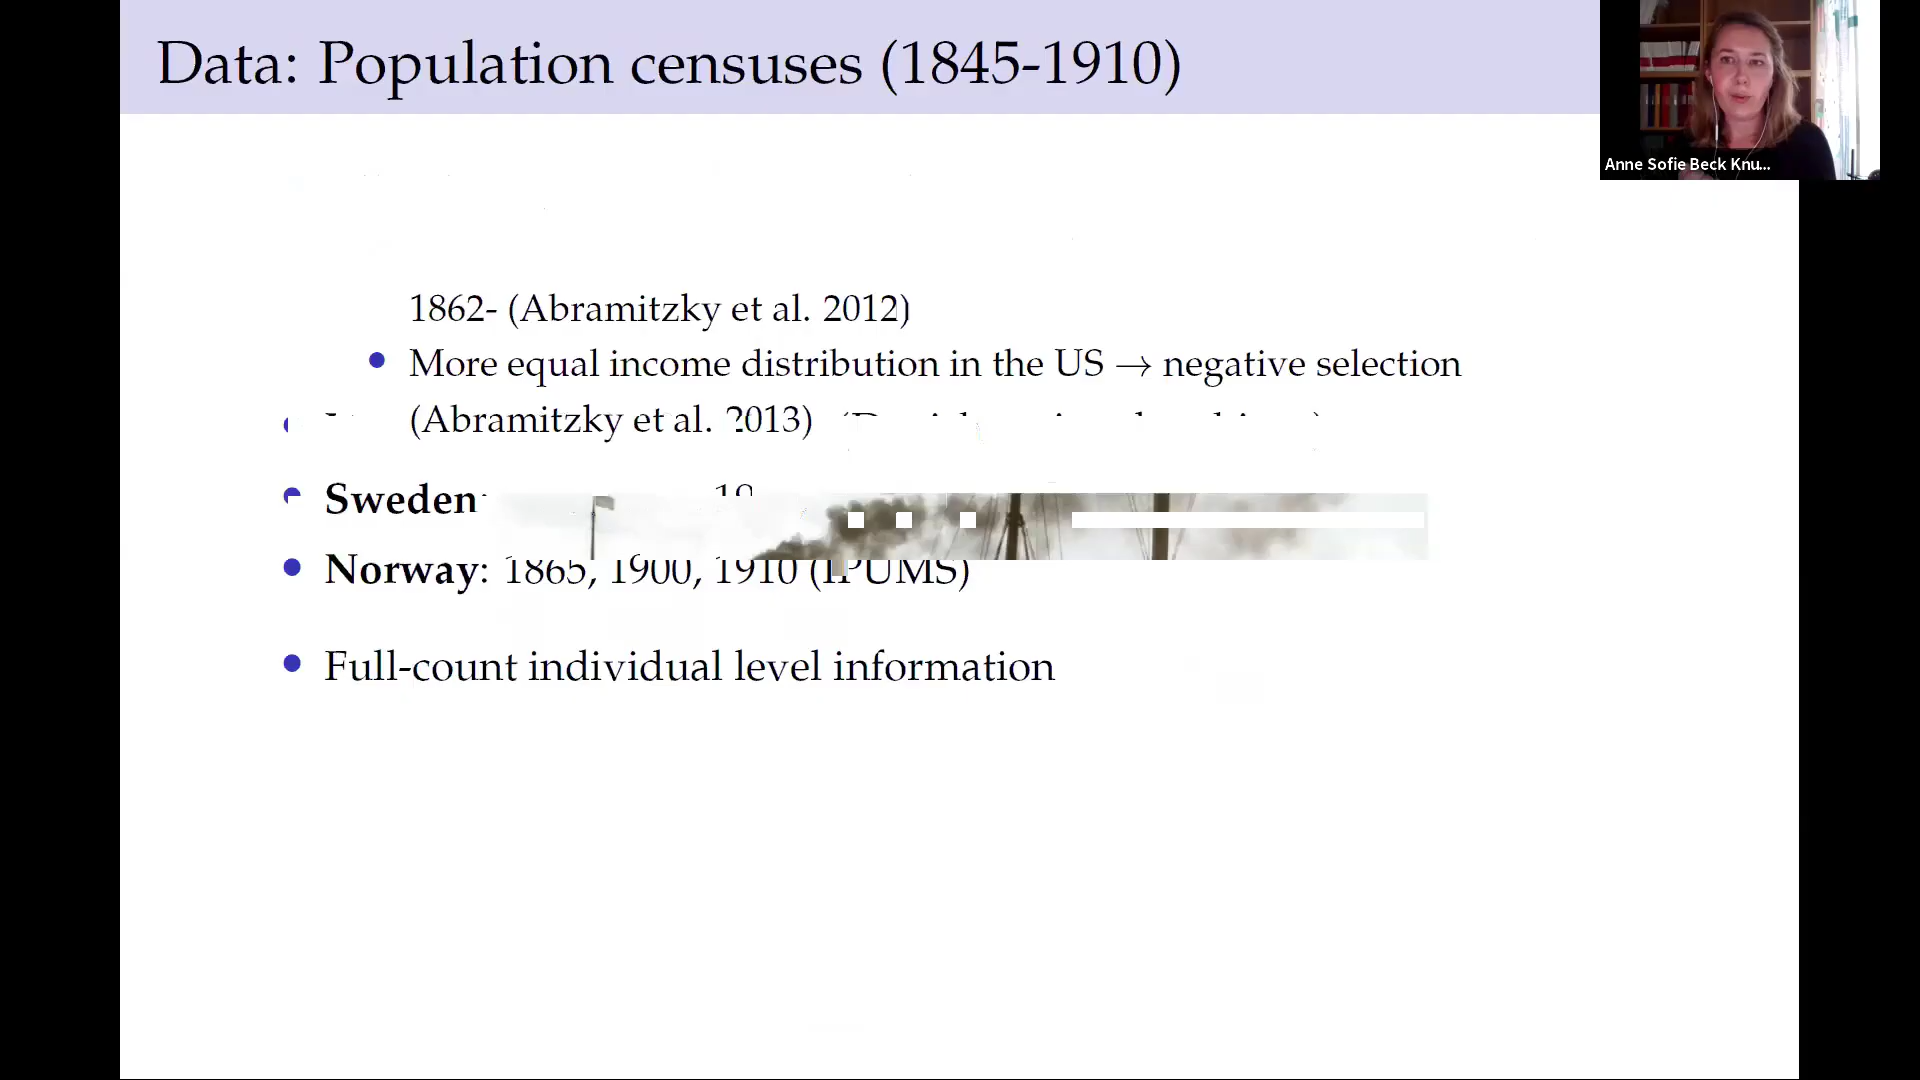 Data: Population censuses (1845-1910)
Anne Sofie Beck Knu...
1862- (Abramitzky et al. 2012)
• More equal income distribution in the US → negative selection
(Abramitzky et al. 2013)
• Sweden
• Norway: 1865, 1900, 1910 (IPUMS)
• Full-count individual level information